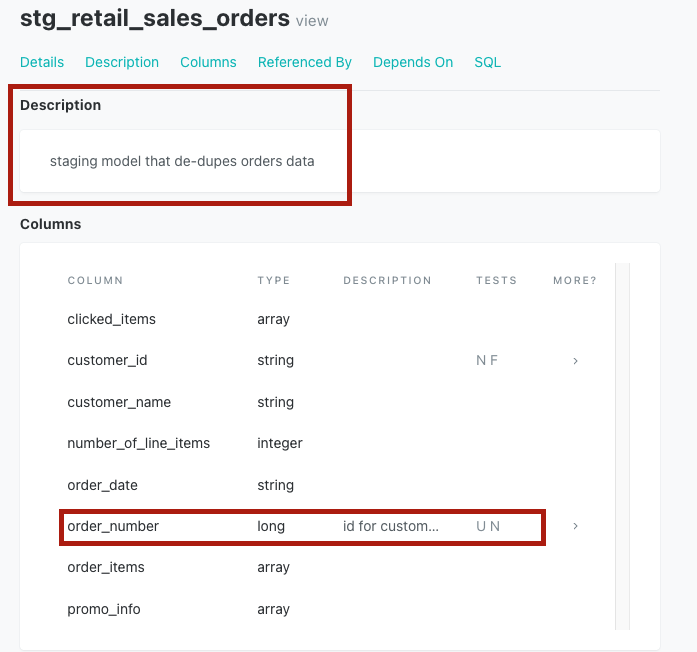 stg_retail_sales_orders view
Details Description Columns Referenced By Depends On SQL
Description
staging model that de-dupes orders data
Columns
COLUMN TYPE DESCRIPTION TESTS MORE?
clicked_items array
customer_id string N F >
customer_name string
number_of_line_items integer
order_date string
order_number long id for custom... U N >
order_items array
promo_info array